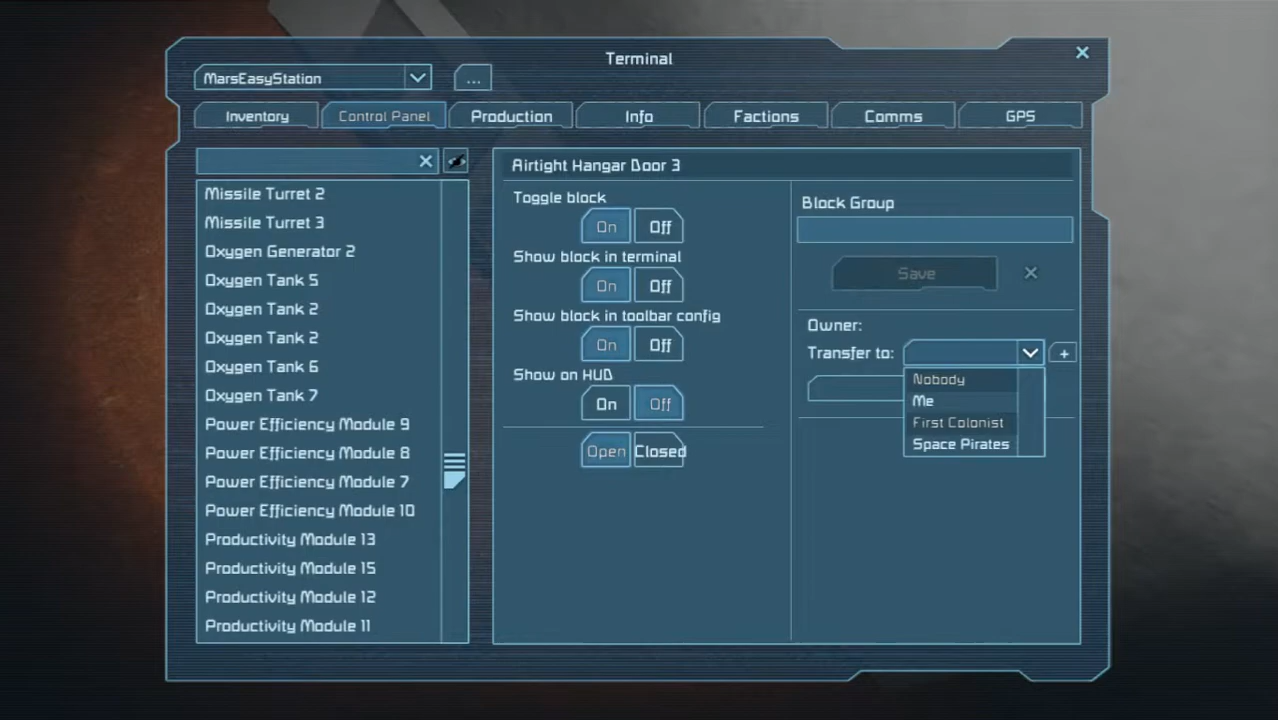 Terminal
MarsEasyStation
...
Inventory
Control Panel
Production
Info
Factions
Comms
GPS
Missile Turret 2
Missile Turret 3
Oxygen Generator 2
Oxygen Tank 5
Oxygen Tank 2
Oxygen Tank 2
Oxygen Tank 6
Oxygen Tank 7
Power Efficiency Module 9
Power Efficiency Module 8
Power Efficiency Module 7
Power Efficiency Module 10
Productivity Module 13
Productivity Module 15
Productivity Module 12
Productivity Module 11
Airtight Hangar Door 3
Toggle block
On Off
Show block in terminal
On Off
Show block in toolbar config
On Off
Show on HUD
On Off
Open Closed
Block Group
Save
Owner:
Transfer to:
Nobody
Me
First Colonist
Space Pirates